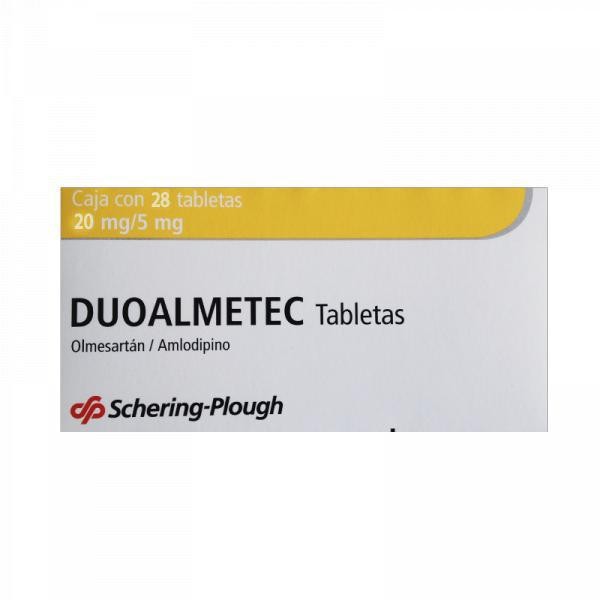 Caja con 28 tabletas
20 mg/5 mg
DUOALMETEC Tabletas
Olmesartán / Amlodipino
Schering-Plough